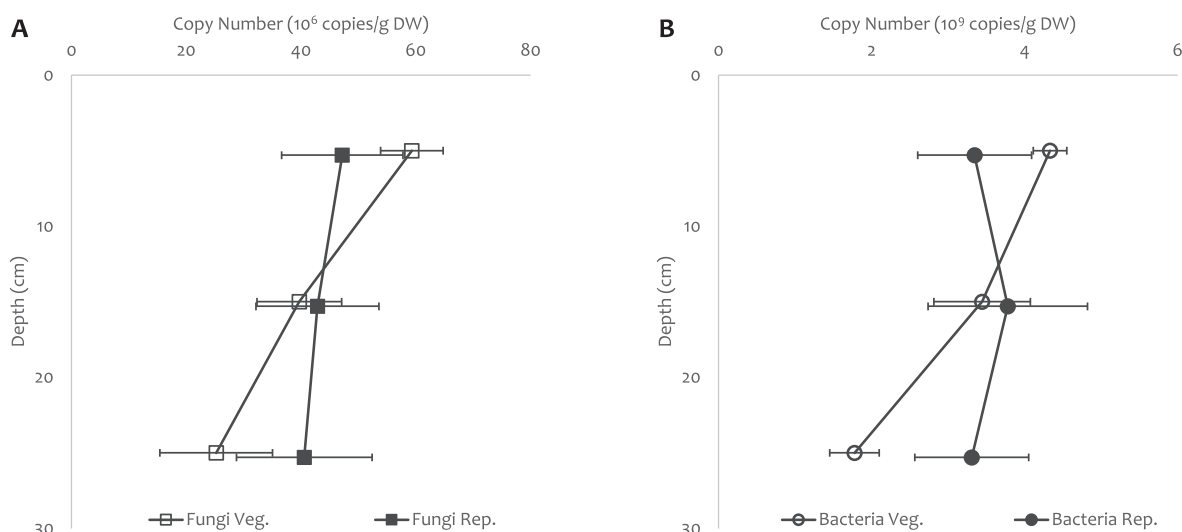 A
Copy Number (10⁶ copies/g DW)
0 20 40 60 80
0
10
20
30
Depth (cm)
Fungi Veg. Fungi Rep.
B
Copy Number (10⁹ copies/g DW)
0 2 4 6
0
10
20
30
Depth (cm)
Bacteria Veg. Bacteria Rep.